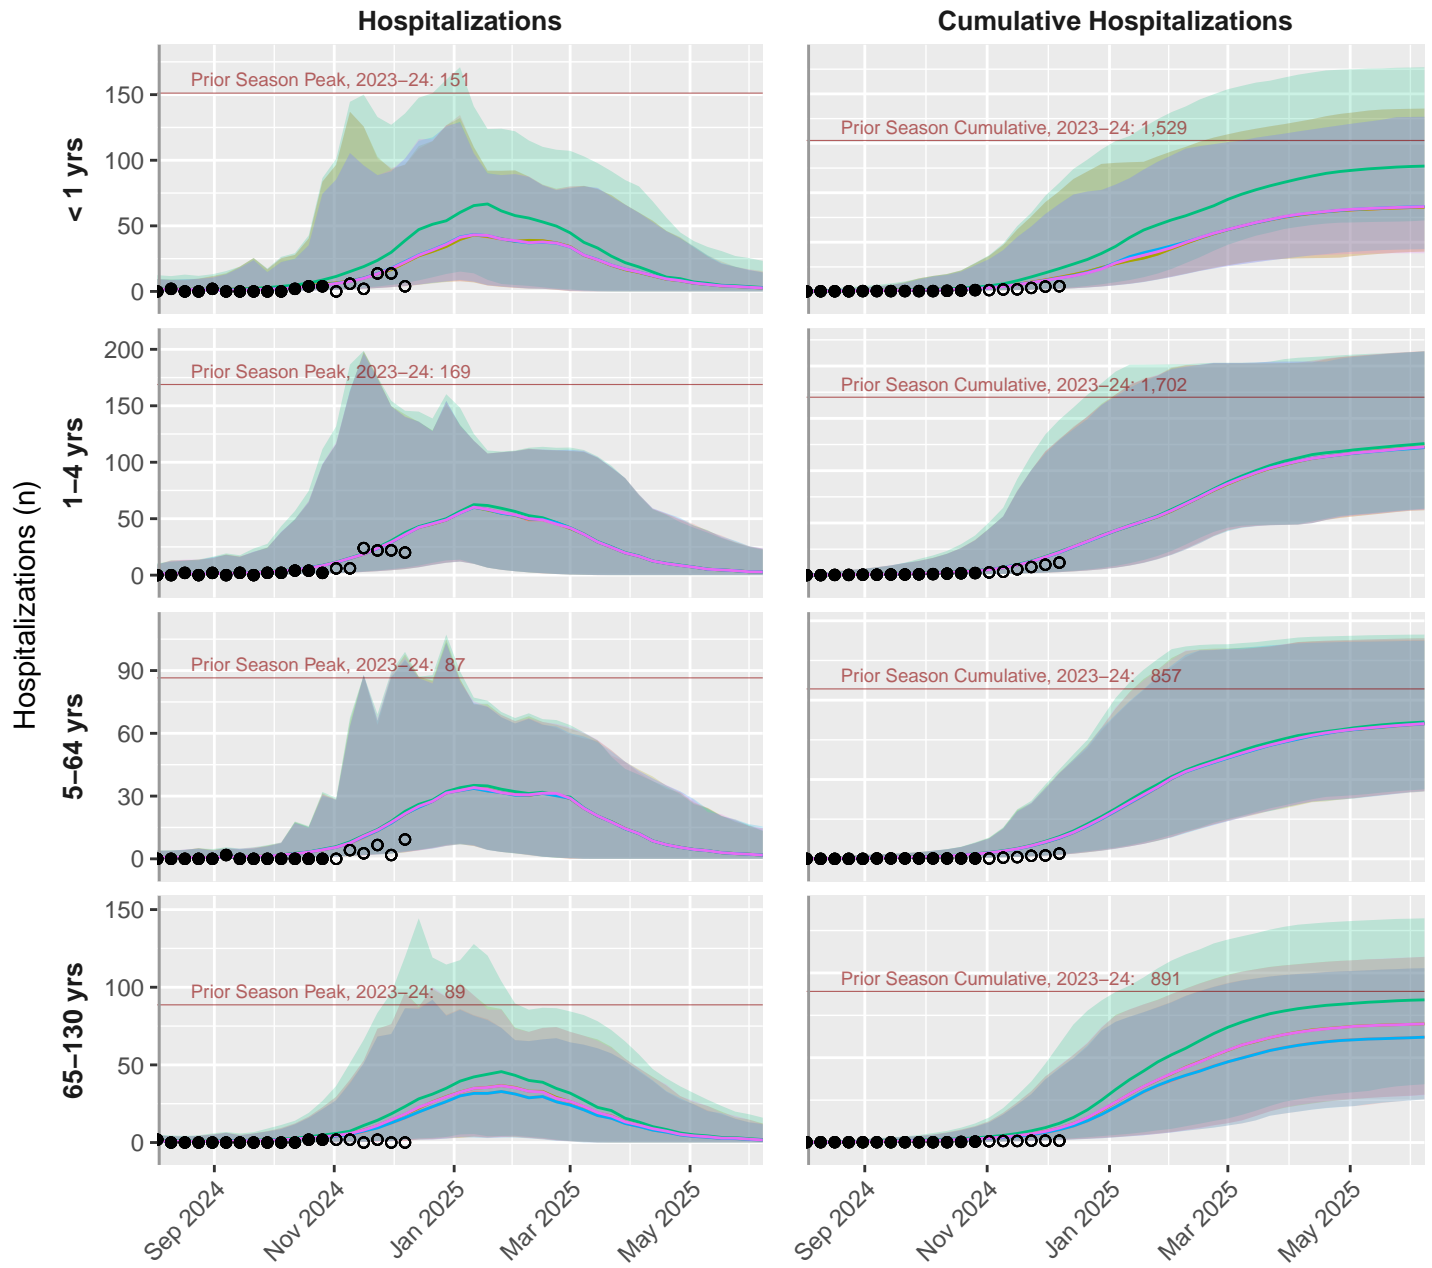 Hospitalizations
Cumulative Hospitalizations
Hospitalizations (n)
< 1 yrs
150
100
50
0
Prior Season Peak, 2023–24: 151
Prior Season Cumulative, 2023–24: 1,529
1–4 yrs
200
150
100
50
0
Prior Season Peak, 2023–24: 169
Prior Season Cumulative, 2023–24: 1,702
5–64 yrs
90
60
30
0
Prior Season Peak, 2023–24: 87
Prior Season Cumulative, 2023–24: 857
65–130 yrs
150
100
50
0
Prior Season Peak, 2023–24: 89
Prior Season Cumulative, 2023–24: 891
Sep 2024
Nov 2024
Jan 2025
Mar 2025
May 2025
Sep 2024
Nov 2024
Jan 2025
Mar 2025
May 2025